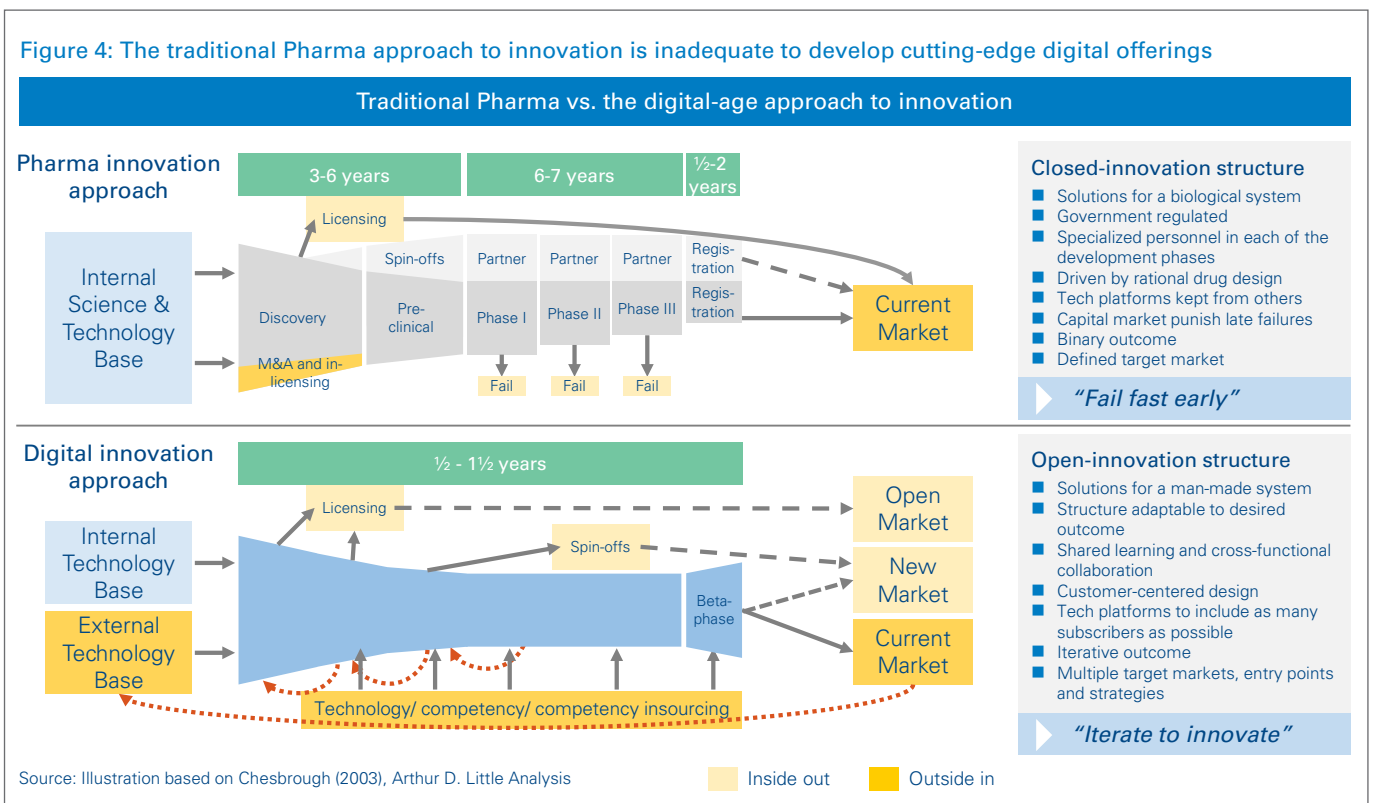 Figure 4: The traditional Pharma approach to innovation is inadequate to develop cutting-edge digital offerings
Traditional Pharma vs. the digital-age approach to innovation
Pharma innovation
approach
3-6 years
6-7 years
½-2
years
Licensing
Internal
Science &
Technology
Base
Discovery
M&A and in-
licensing
Spin-offs
Pre-
clinical
Partner
Phase I
Partner
Phase II
Partner
Phase III
Regis-
tration
Regis-
tration
Fail
Fail
Fail
Current
Market
Closed-innovation structure
Solutions for a biological system
Government regulated
Specialized personnel in each of the
development phases
Driven by rational drug design
Tech platforms kept from others
Capital market punish late failures
Binary outcome
Defined target market
“Fail fast early”
Digital innovation
approach
½ - 1½ years
Licensing
Spin-offs
Internal
Technology
Base
External
Technology
Base
Beta-
phase
Technology/ competency/ competency insourcing
Open
Market
New
Market
Current
Market
Open-innovation structure
Solutions for a man-made system
Structure adaptable to desired
outcome
Shared learning and cross-functional
collaboration
Customer-centered design
Tech platforms to include as many
subscribers as possible
Iterative outcome
Multiple target markets, entry points
and strategies
“Iterate to innovate”
Source: Illustration based on Chesbrough (2003), Arthur D. Little Analysis
Inside out
Outside in